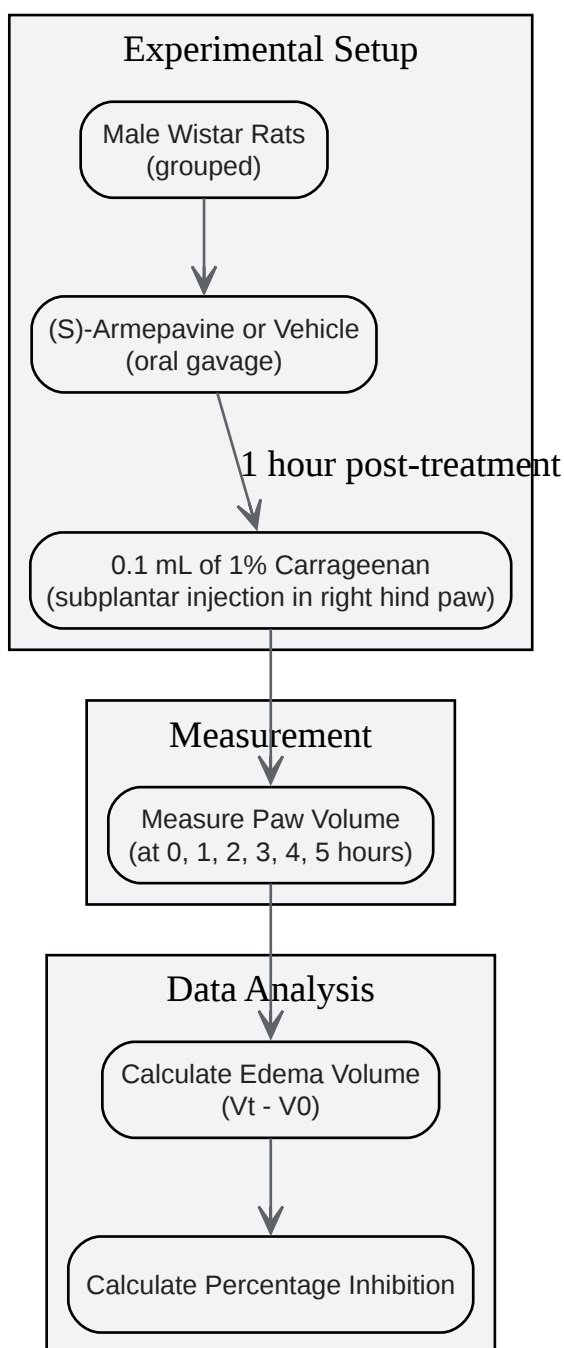 Experimental Setup
Male Wistar Rats
(grouped)
(S)-Armepavine or Vehicle
(oral gavage)
1 hour post-treatment
0.1 mL of 1% Carrageenan
(subplantar injection in right hind paw)
Measurement
Measure Paw Volume
(at 0, 1, 2, 3, 4, 5 hours)
Data Analysis
Calculate Edema Volume
(Vt - V0)
Calculate Percentage Inhibition